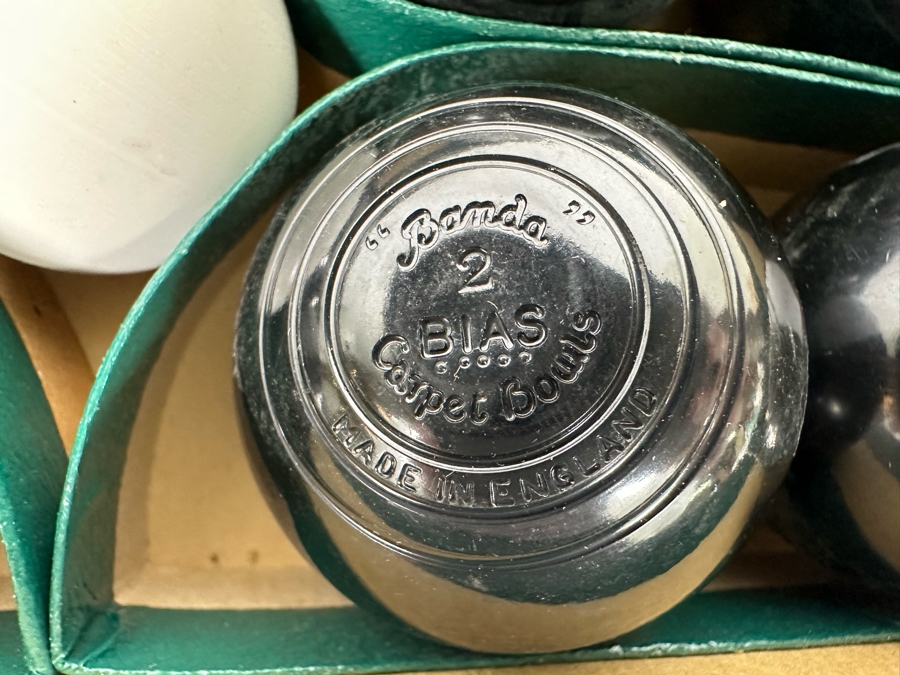 "Banda"
2
BIAS
Carpet Bowls
MADE IN ENGLAND